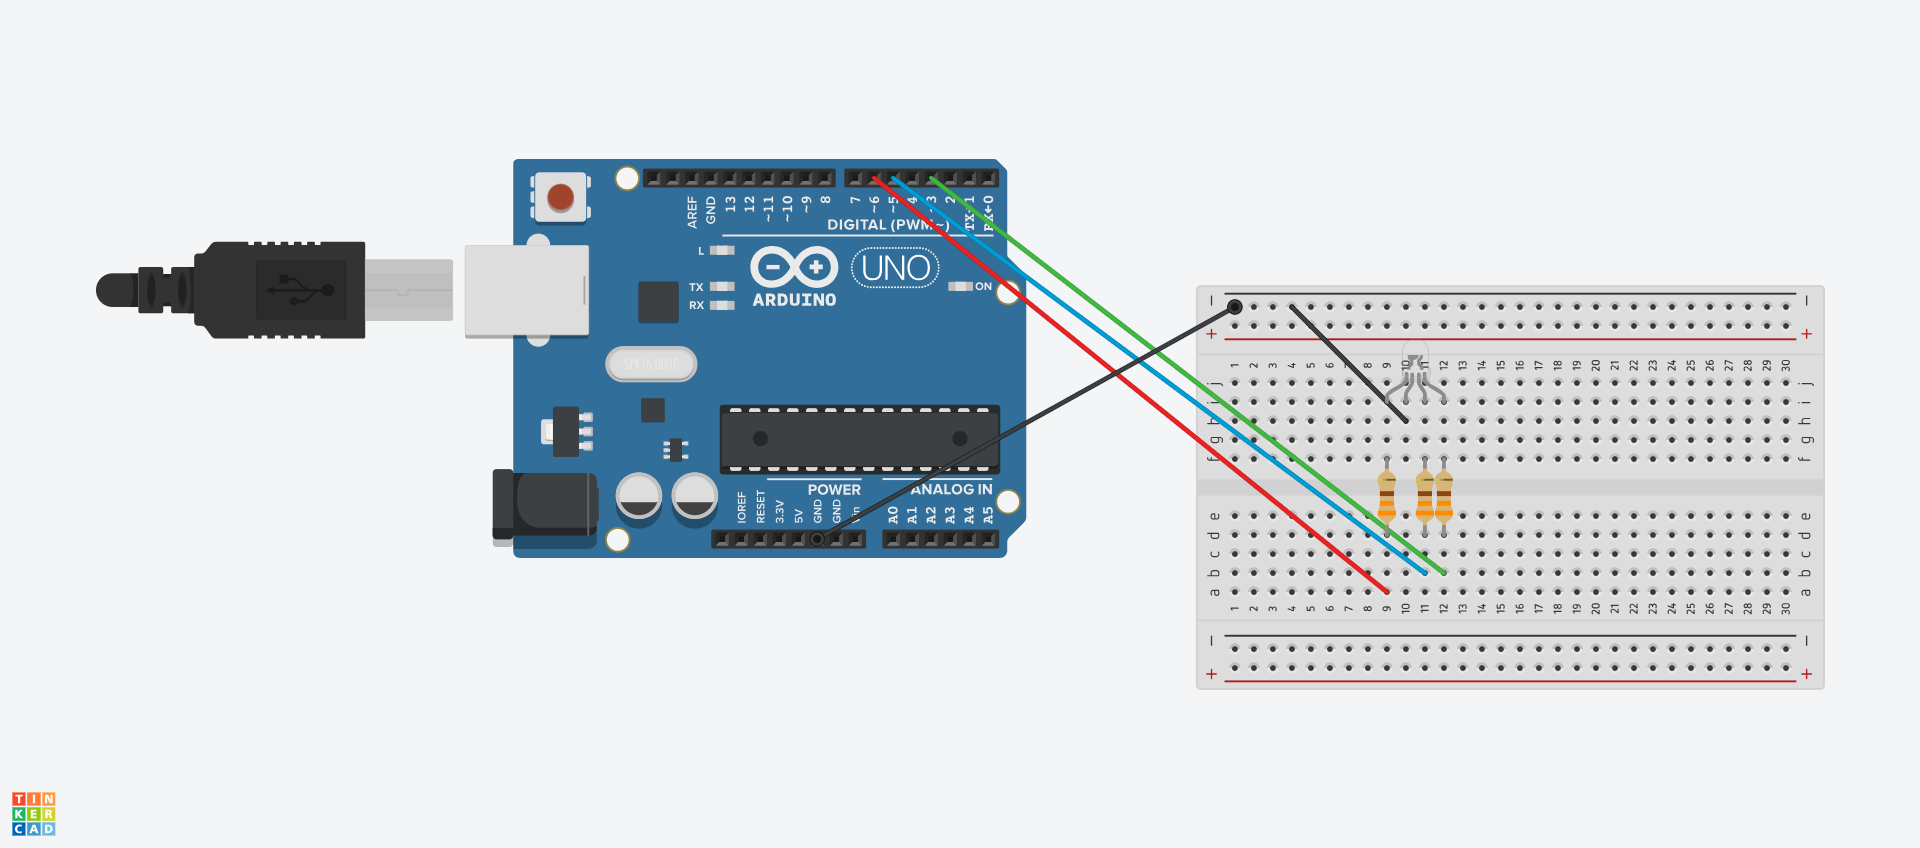 AREF
GND
13
12
~11
~10
~9
8
7
~6
~5
4
~3
2
TX→1
RX←0
DIGITAL (PWM~)
L
TX
RX
ARDUINO
UNO
ON
SPK16.000G
IOREF
RESET
3.3V
5V
GND
GND
Vin
POWER
ANALOG IN
A0
A1
A2
A3
A4
A5
− −
+ +
1 2 3 4 5 6 7 8 9 10 11 12 13 14 15 16 17 18 19 20 21 22 23 24 25 26 27 28 29 30
j j
i i
h h
g g
f f
e e
d d
c c
b b
a a
1 2 3 4 5 6 7 8 9 10 11 12 13 14 15 16 17 18 19 20 21 22 23 24 25 26 27 28 29 30
− −
+ +
TIN
KER
CAD